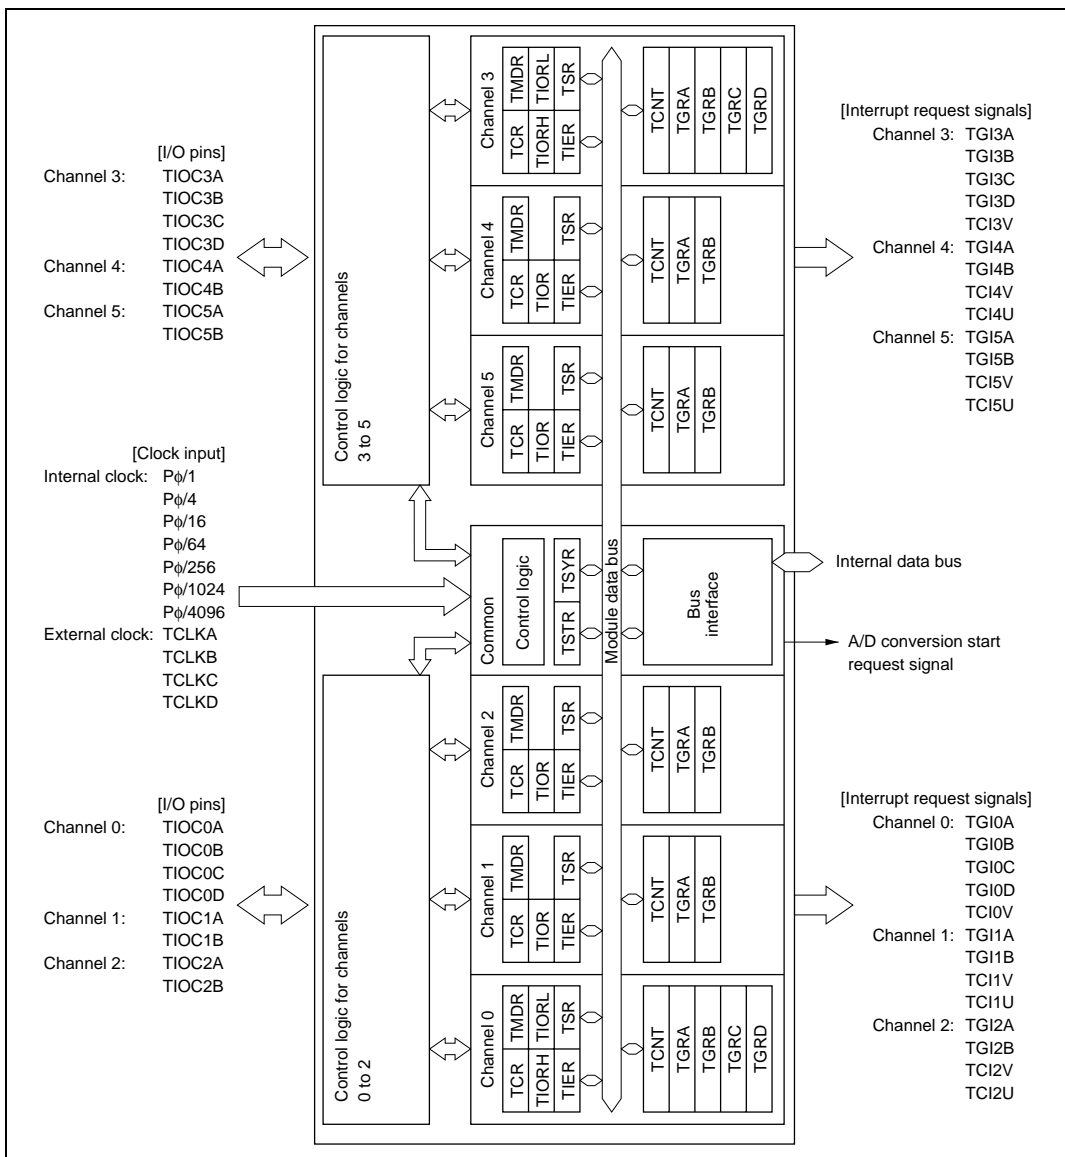 [I/O pins]
Channel 3: TIOC3A
TIOC3B
TIOC3C
TIOC3D
Channel 4: TIOC4A
TIOC4B
Channel 5: TIOC5A
TIOC5B
[Clock input]
Internal clock: Pϕ/1
Pϕ/4
Pϕ/16
Pϕ/64
Pϕ/256
Pϕ/1024
Pϕ/4096
External clock: TCLKA
TCLKB
TCLKC
TCLKD
[I/O pins]
Channel 0: TIOC0A
TIOC0B
TIOC0C
TIOC0D
Channel 1: TIOC1A
TIOC1B
Channel 2: TIOC2A
TIOC2B
Control logic for channels
3 to 5
Control logic for channels
0 to 2
Channel 3
TCR TMDR
TIORH TIORL
TIER TSR
TCNT
TGRA
TGRB
TGRC
TGRD
Channel 4
TCR TMDR
TIOR
TIER TSR
TCNT
TGRA
TGRB
Channel 5
TCR TMDR
TIOR
TIER TSR
TCNT
TGRA
TGRB
Common
Control logic
TSTR TSYR
Module data bus
Bus
interface
Channel 2
TCR TMDR
TIOR
TIER TSR
TCNT
TGRA
TGRB
Channel 1
TCR TMDR
TIOR
TIER TSR
TCNT
TGRA
TGRB
Channel 0
TCR TMDR
TIORH TIORL
TIER TSR
TCNT
TGRA
TGRB
TGRC
TGRD
[Interrupt request signals]
Channel 3: TGI3A
TGI3B
TGI3C
TGI3D
TCI3V
Channel 4: TGI4A
TGI4B
TCI4V
TCI4U
Channel 5: TGI5A
TGI5B
TCI5V
TCI5U
Internal data bus
A/D conversion start
request signal
[Interrupt request signals]
Channel 0: TGI0A
TGI0B
TGI0C
TGI0D
TCI0V
Channel 1: TGI1A
TGI1B
TCI1V
TCI1U
Channel 2: TGI2A
TGI2B
TCI2V
TCI2U